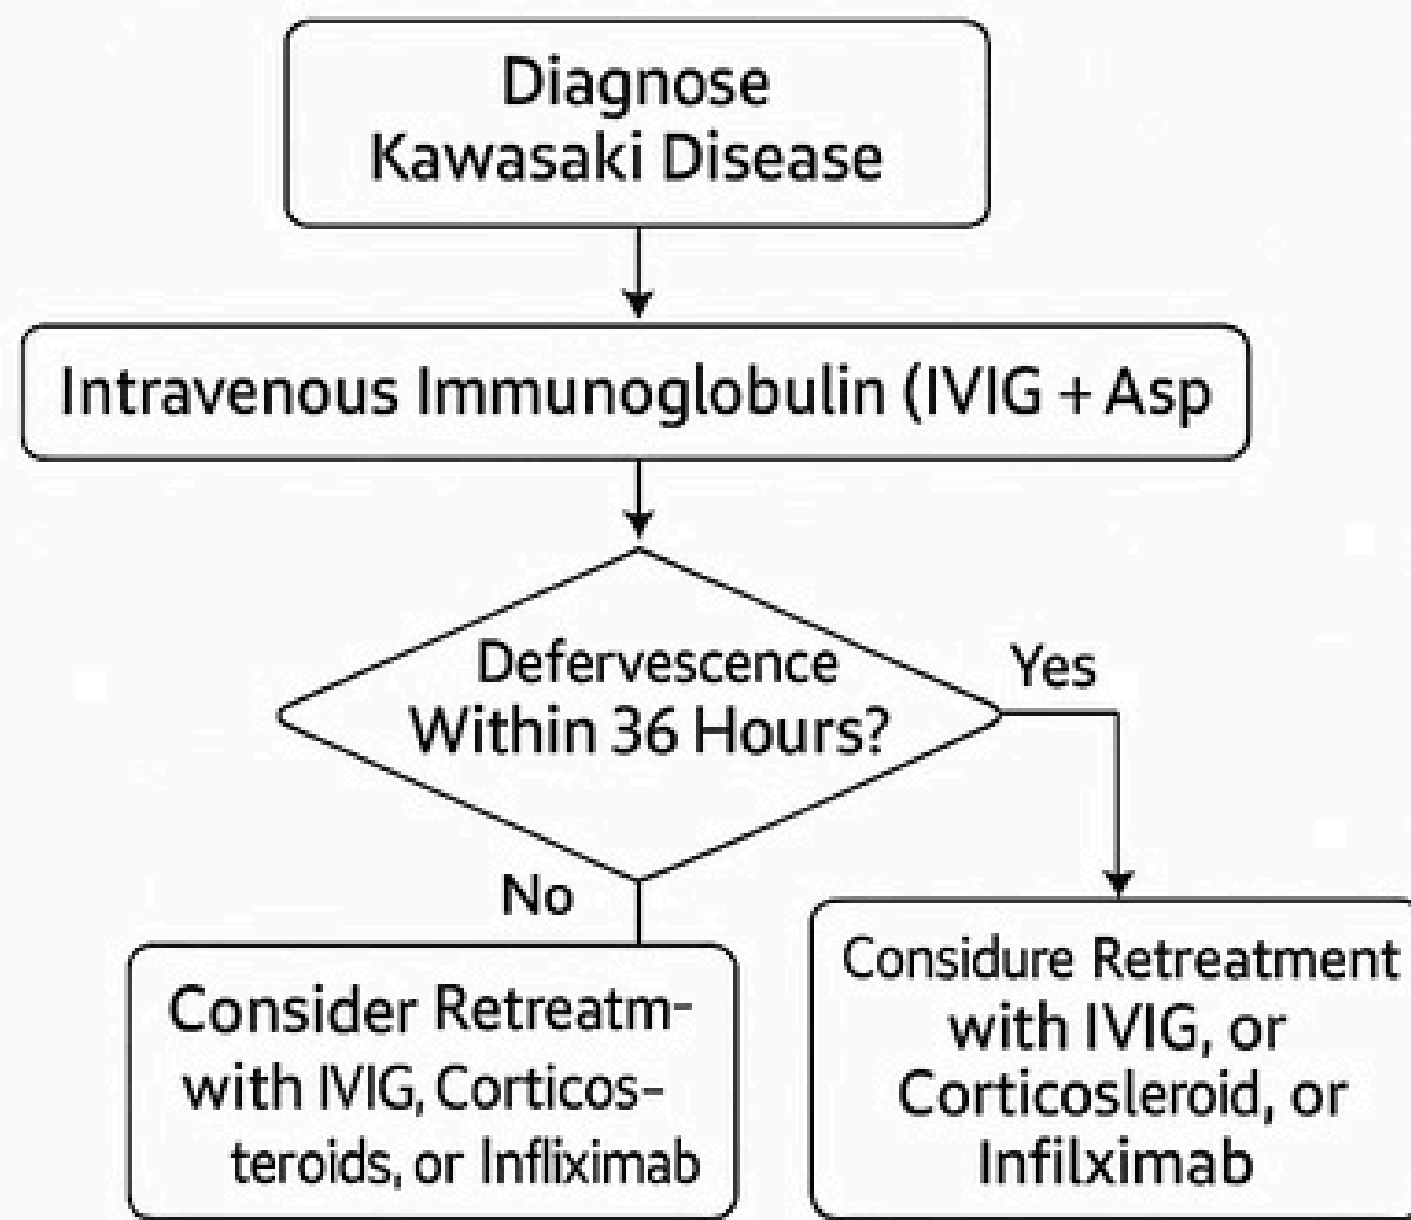 Diagnose
Kawasaki Disease
Intravenous Immunoglobulin (IVIG + Asp
Defervescence
Within 36 Hours?
Yes
No
Consider Retreatm-
with IVIG, Corticos-
teroids, or Infliximab
Considure Retreatment
with IVIG, or
Corticosleroid, or
Infilximab